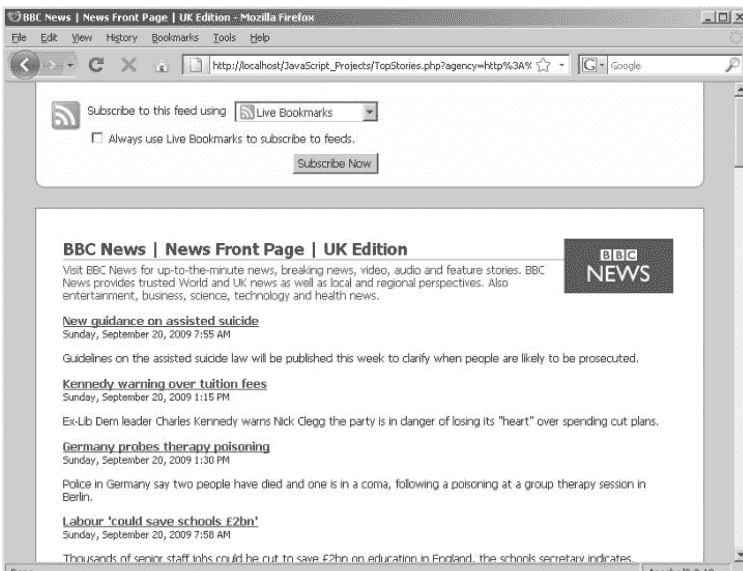 BBC News | News Front Page | UK Edition - Mozilla Firefox
File Edit View History Bookmarks Tools Help
http://localhost/JavaScript_Projects/TopStories.php?agency=http%3A%
Google
Subscribe to this feed using Live Bookmarks
Always use Live Bookmarks to subscribe to feeds.
Subscribe Now
BBC News | News Front Page | UK Edition
BBC
NEWS
Visit BBC News for up-to-the-minute news, breaking news, video, audio and feature stories. BBC
News provides trusted World and UK news as well as local and regional perspectives. Also
entertainment, business, science, technology and health news.
New guidance on assisted suicide
Sunday, September 20, 2009 7:55 AM
Guidelines on the assisted suicide law will be published this week to clarify when people are likely to be prosecuted.
Kennedy warning over tuition fees
Sunday, September 20, 2009 1:15 PM
Ex-Lib Dem leader Charles Kennedy warns Nick Clegg the party is in danger of losing its "heart" over spending cut plans.
Germany probes therapy poisoning
Sunday, September 20, 2009 1:30 PM
Police in Germany say two people have died and one is in a coma, following a poisoning at a group therapy session in
Berlin.
Labour 'could save schools £2bn'
Sunday, September 20, 2009 7:58 AM
Thousands of senior staff jobs could be cut to save £2bn on education in England, the schools secretary indicates.